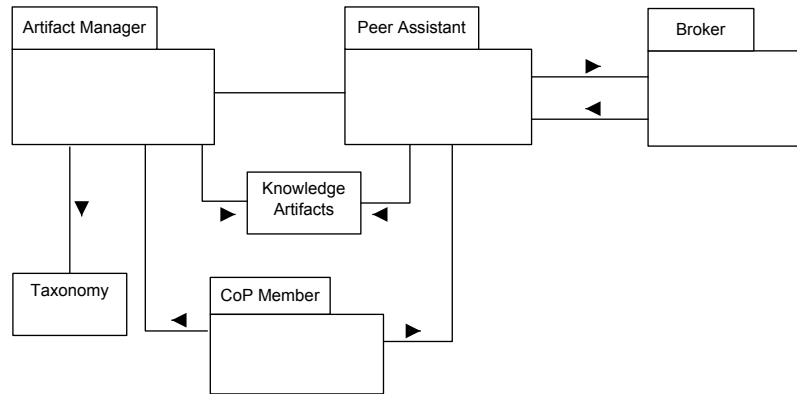 Artifact Manager
Peer Assistant
Broker
Knowledge
Artifacts
Taxonomy
CoP Member